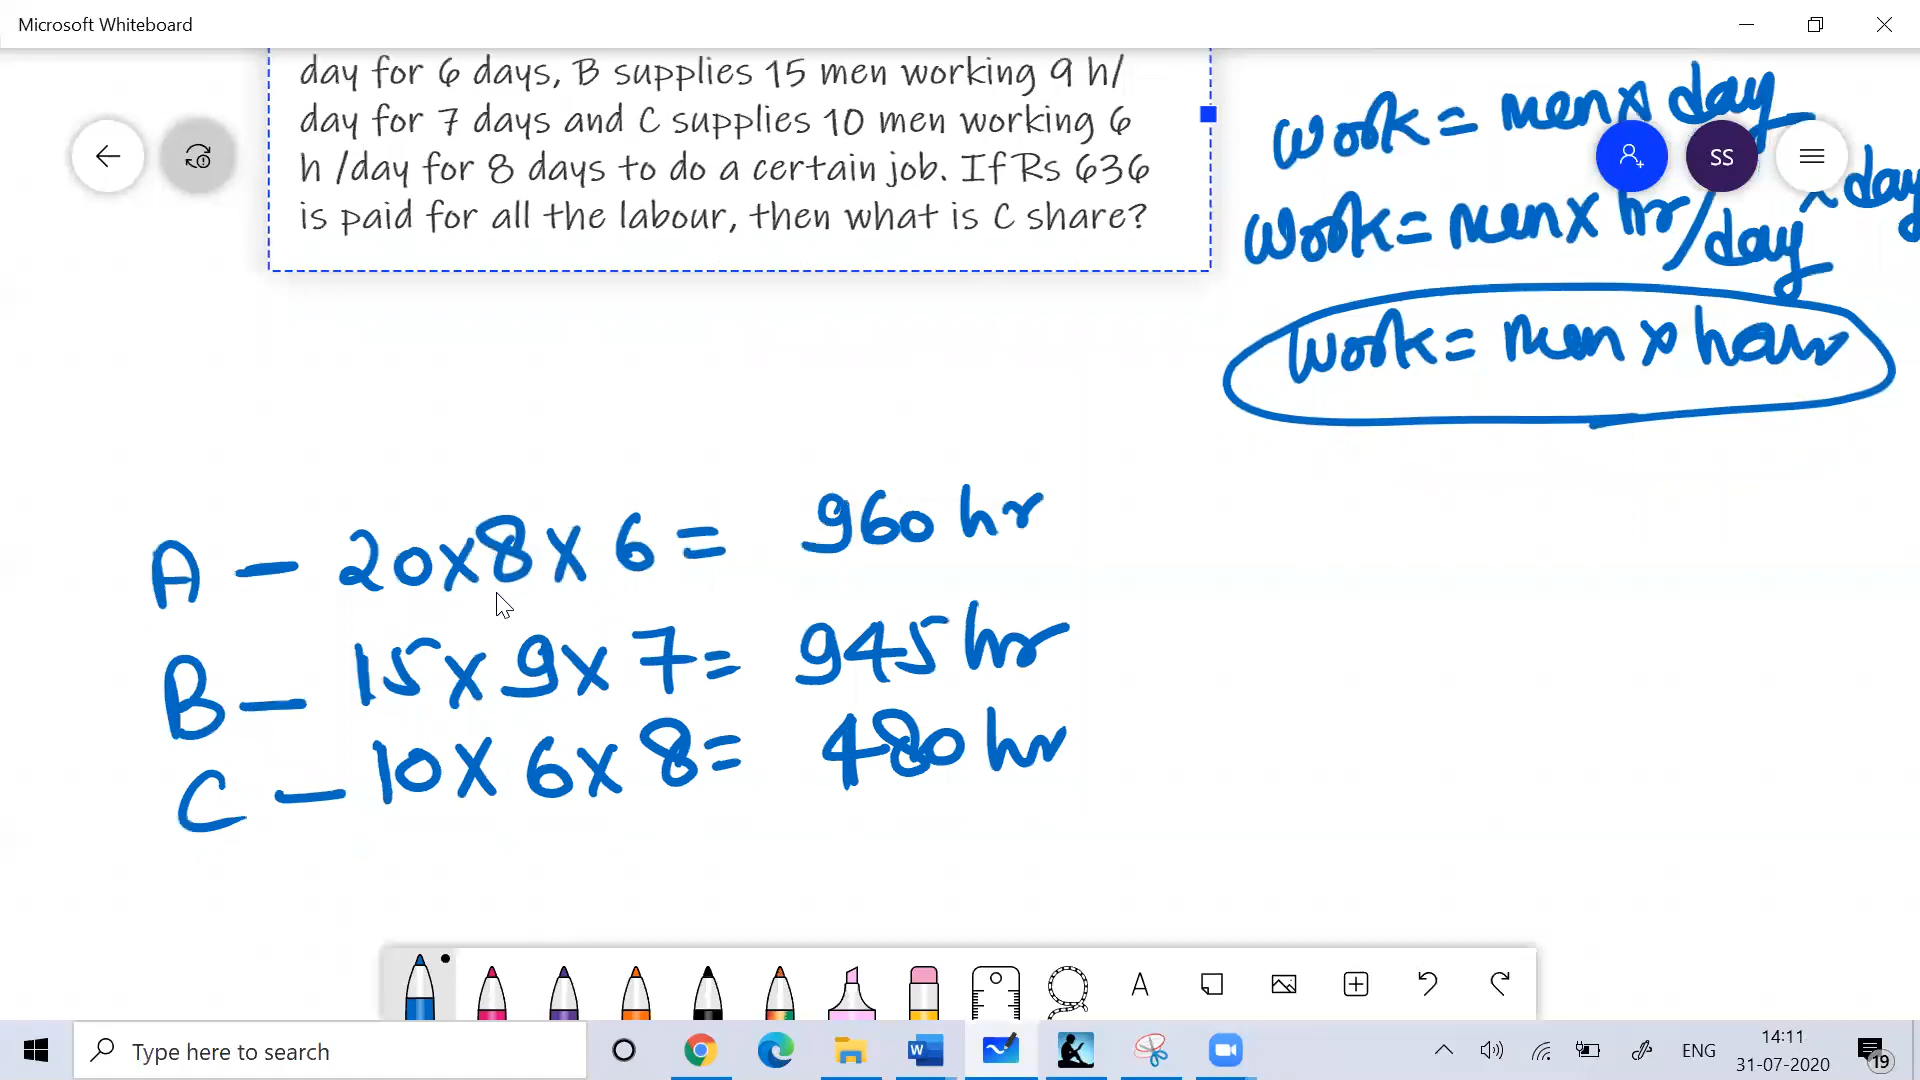 Microsoft Whiteboard
day for 6 days, B supplies 15 men working 9 h/
day for 7 days and C supplies 10 men working 6
h /day for 8 days to do a certain job. If Rs 636
is paid for all the labour, then what is C share?
work = men x day
SS
work = men x hr/day x day
work = men x hour
A - 20x8x6 = 960 hr
B - 15x9x7= 945 hr
C - 10x6x8= 480 hr
A
Type here to search
W
ENG
14:11
31-07-2020
19